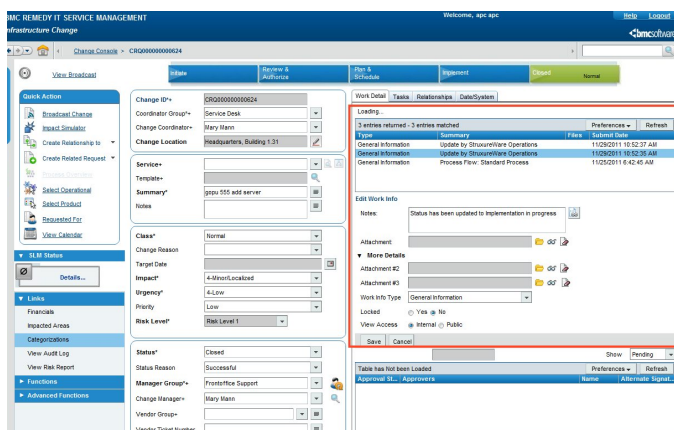 BMC REMEDY IT SERVICE MANAGEMENT
Welcome, apc apc
Help Logout
Infrastructure Change
bmcsoftware
Change Console > CRQ000000000624
View Broadcast
Initiate
Review & Authorize
Plan & Schedule
Implement
Closed
Normal
Quick Action
Broadcast Change
Impact Simulator
Create Relationship to
Create Related Request
Select Operational
Select Product
Requested For
View Calendar
SLM Status
Details...
Links
Financials
Impacted Areas
Categorizations
View Audit Log
View Risk Report
Functions
Advanced Functions
Change ID*+ CRQ000000000624
Coordinator Group*+ Service Desk
Change Coordinator+ Mary Mann
Change Location Headquarters, Building 1.31
Service+
Template+
Summary* gopu 555 add server
Notes
Class* Normal
Change Reason
Target Date
Impact* 4-Minor/Localized
Urgency* 4-Low
Priority Low
Risk Level* Risk Level 1
Status* Closed
Status Reason Successful
Manager Group*+ Frontoffice Support
Change Manager+ Mary Mann
Vendor Group+
Vendor Ticket Number
Work Detail Tasks Relationships Date/System
Loading...
3 entries returned - 3 entries matched Preferences Refresh
Type Summary Files Submit Date
General Information Update by StruxureWare Operations 11/29/2011 10:52:37 AM
General Information Update by StruxureWare Operations 11/29/2011 10:52:35 AM
General Information Process Flow: Standard Process 11/25/2011 6:42:45 AM
Edit Work Info
Notes: Status has been updated to Implementation in progress
Attachment
More Details
Attachment #2
Attachment #3
Work Info Type General Information
Locked Yes No
View Access Internal Public
Save Cancel
Show Pending
Table has Not been Loaded Preferences Refresh
Approval St... Approvers Name Alternate Signat...